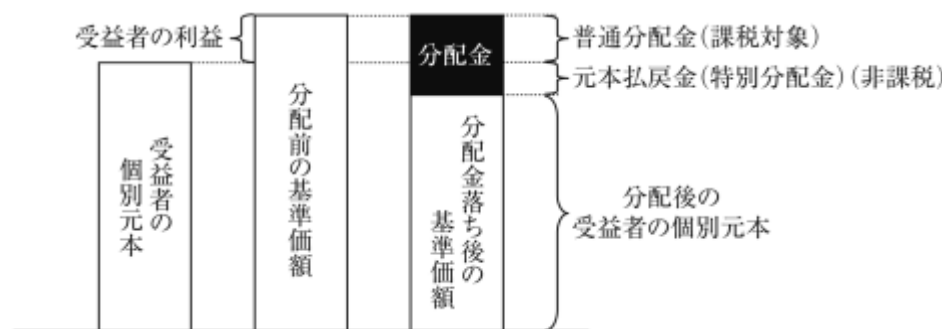 受益者の利益
分配金
普通分配金(課税対象)
元本払戻金(特別分配金)(非課税)
受益者の
個別元本
分配前の基準価額
分配金落ち後の
基準価額
分配後の
受益者の個別元本